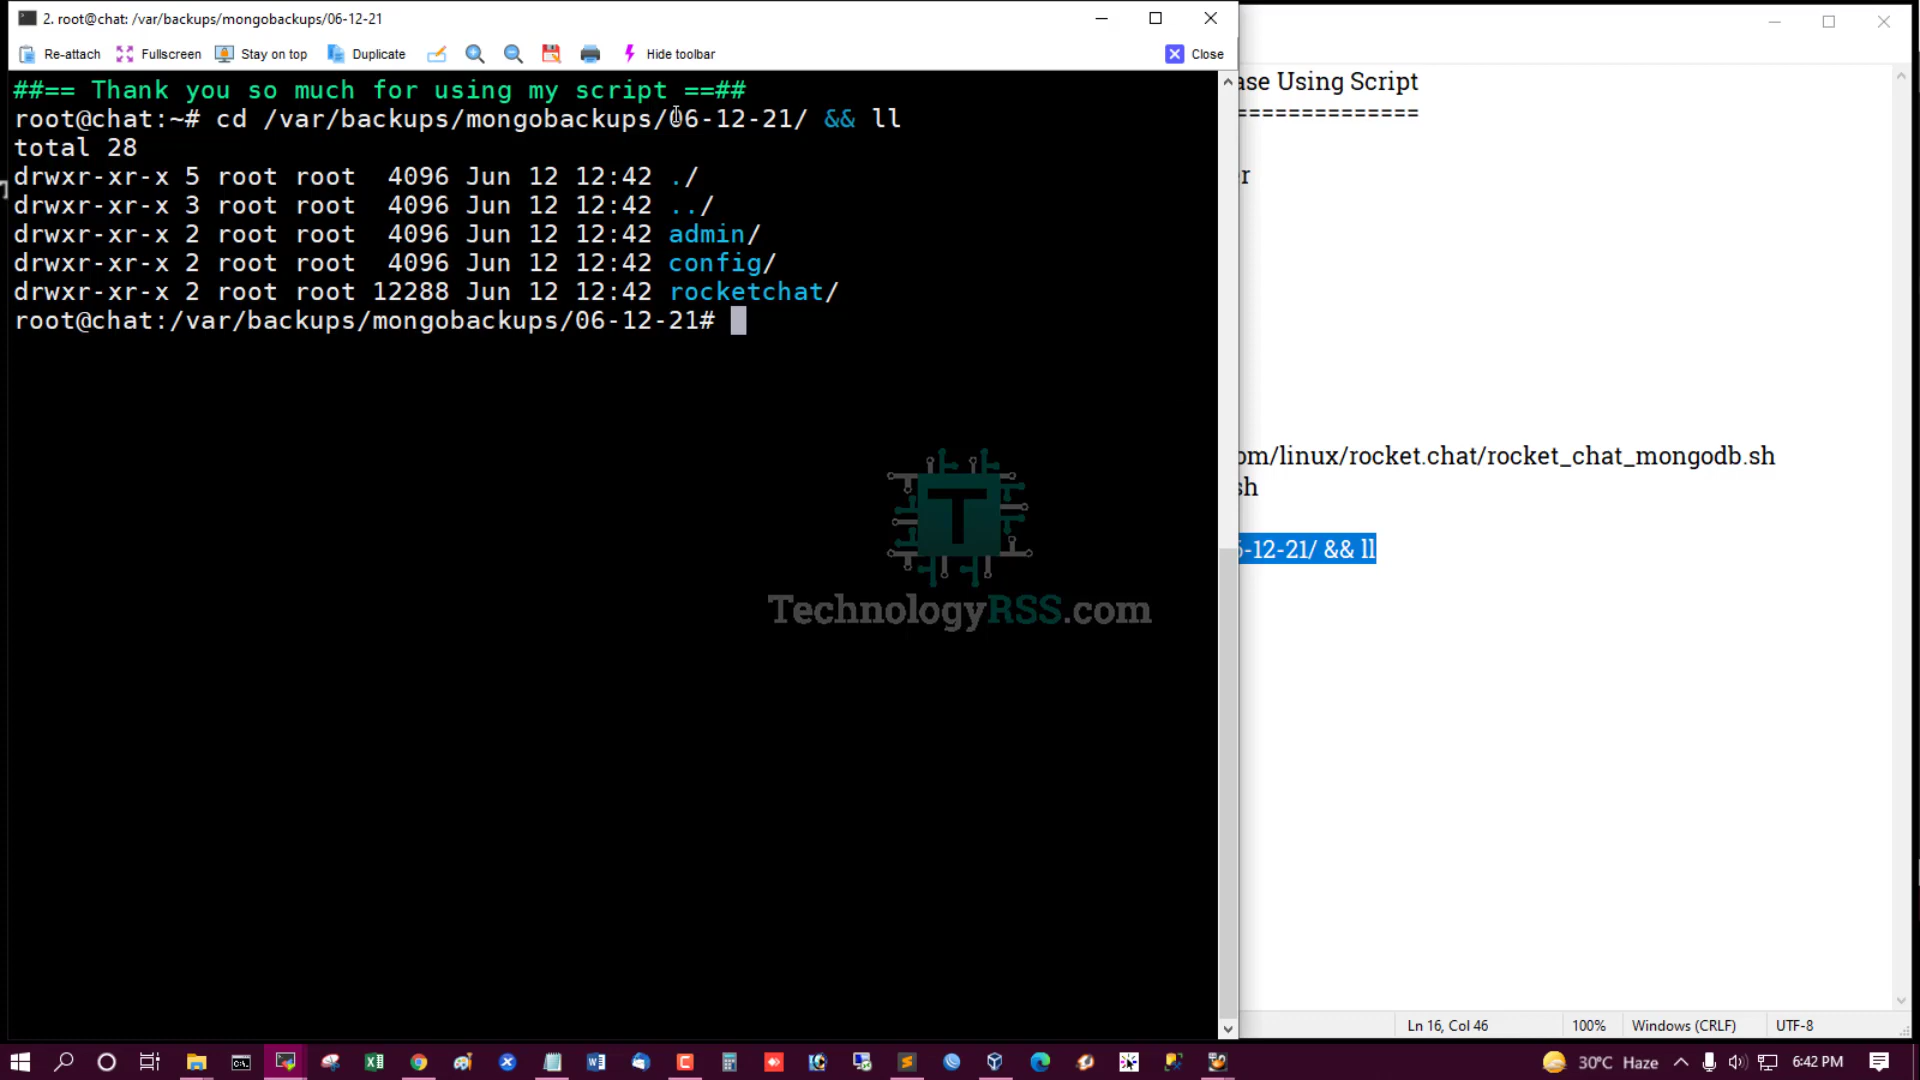 2. root@chat: /var/backups/mongobackups/06-12-21
Re-attach Fullscreen Stay on top Duplicate Hide toolbar Close
##== Thank you so much for using my script ==##
root@chat:~# cd /var/backups/mongobackups/06-12-21/ && ll
total 28
drwxr-xr-x 5 root root  4096 Jun 12 12:42 ./
drwxr-xr-x 3 root root  4096 Jun 12 12:42 ../
drwxr-xr-x 2 root root  4096 Jun 12 12:42 admin/
drwxr-xr-x 2 root root  4096 Jun 12 12:42 config/
drwxr-xr-x 2 root root 12288 Jun 12 12:42 rocketchat/
root@chat:/var/backups/mongobackups/06-12-21#
TechnologyRSS.com
ase Using Script
==============
er
om/linux/rocket.chat/rocket_chat_mongodb.sh
sh
6-12-21/ && ll
Ln 16, Col 46 100% Windows (CRLF) UTF-8
30°C Haze 6:42 PM